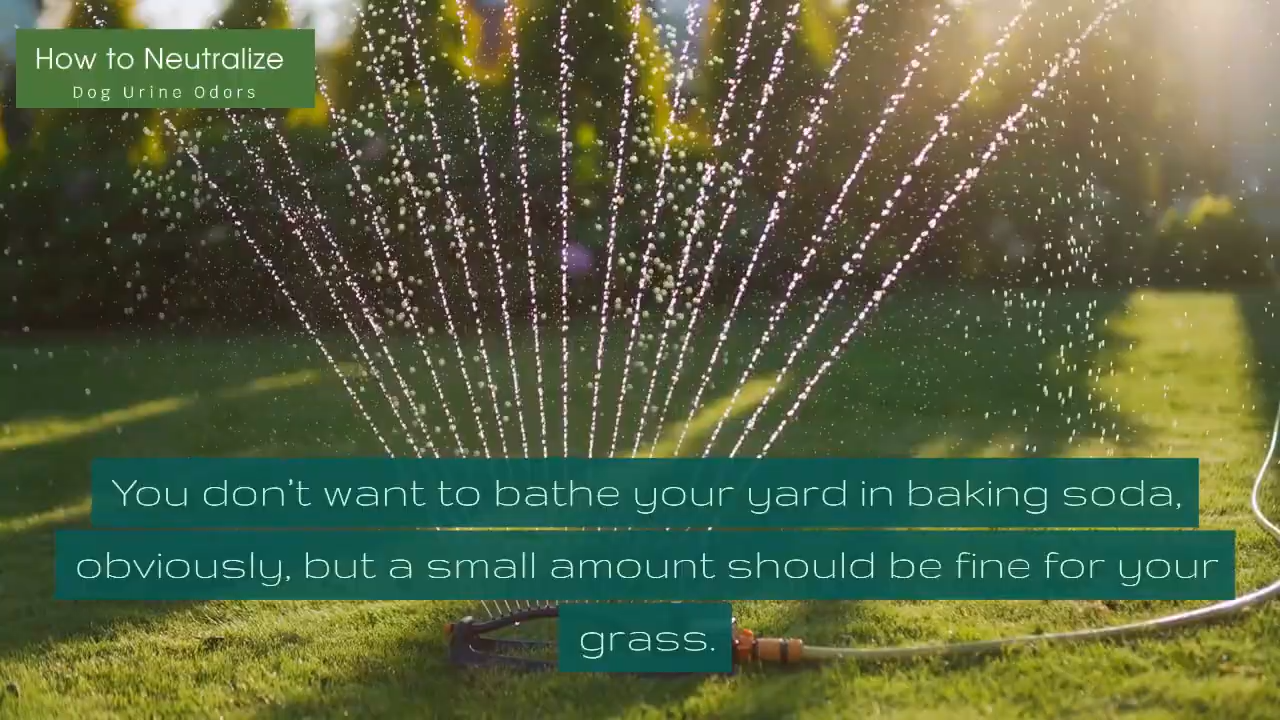 How to Neutralize
Dog Urine Odors
You don't want to bathe your yard in baking soda,
obviously, but a small amount should be fine for your
grass.